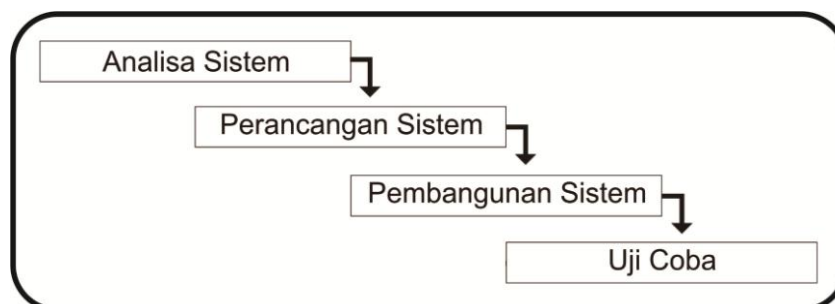 Analisa Sistem
Perancangan Sistem
Pembangunan Sistem
Uji Coba